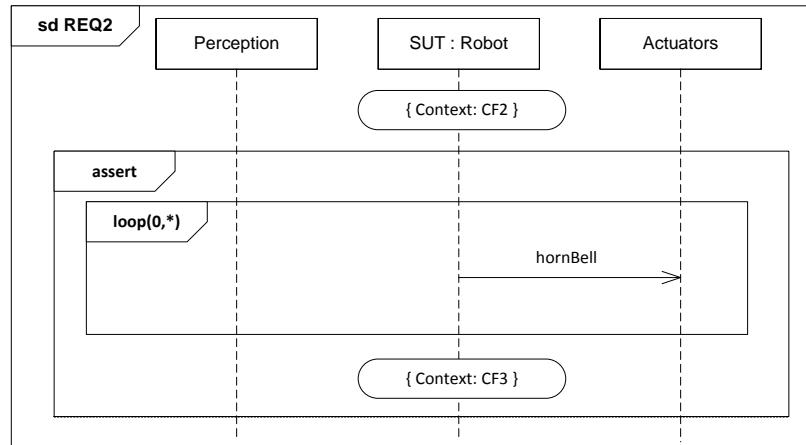 sd REQ2
Perception
SUT : Robot
Actuators
{ Context: CF2 }
assert
loop(0,*)
hornBell
{ Context: CF3 }